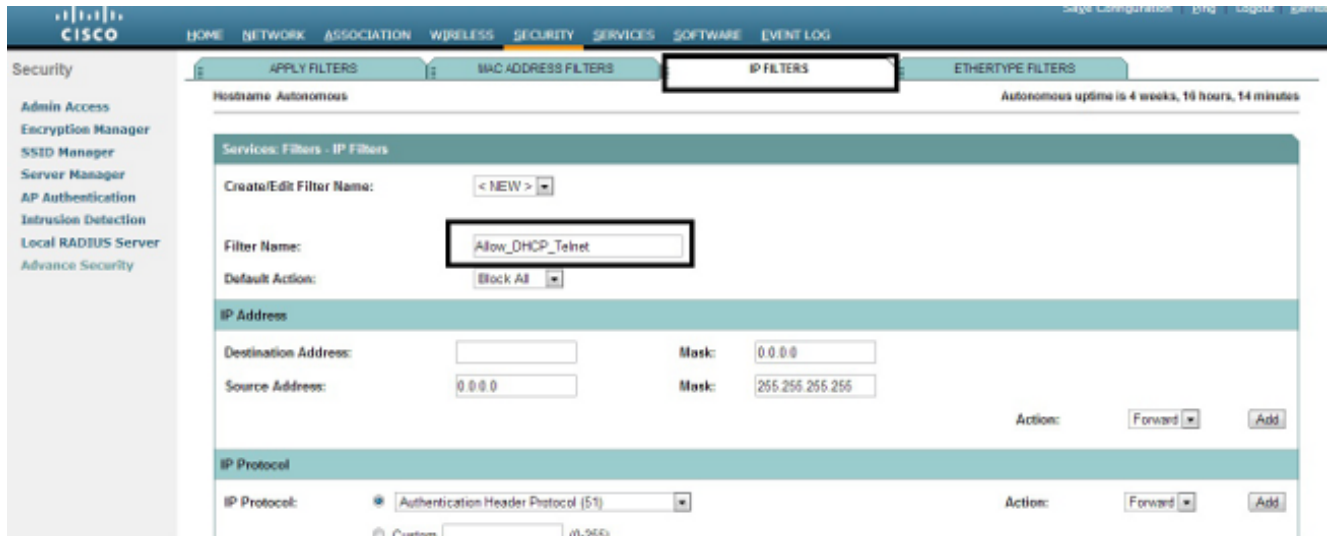 Save Configuration | Ping | Logout | Refresh
CISCO
HOME NETWORK ASSOCIATION WIRELESS SECURITY SERVICES SOFTWARE EVENT LOG
Security
Admin Access
Encryption Manager
SSID Manager
Server Manager
AP Authentication
Intrusion Detection
Local RADIUS Server
Advance Security
APPLY FILTERS MAC ADDRESS FILTERS IP FILTERS ETHERTYPE FILTERS
Hostname Autonomous Autonomous uptime is 4 weeks, 16 hours, 14 minutes
Services: Filters - IP Filters
Create/Edit Filter Name: < NEW >
Filter Name: Allow_DHCP_Telnet
Default Action: Block All
IP Address
Destination Address: Mask: 0.0.0.0
Source Address: 0.0.0.0 Mask: 255.255.255.255
Action: Forward Add
IP Protocol
IP Protocol: Authentication Header Protocol (51) Action: Forward Add
Custom (0-255)